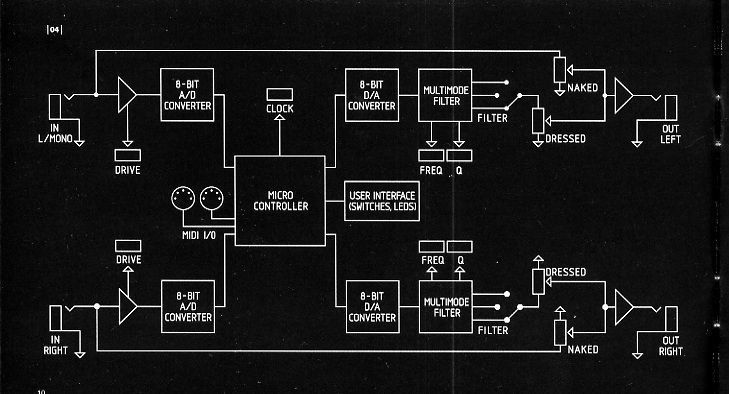 |04|
8-BIT
A/D
CONVERTER
IN
L/MONO
DRIVE
CLOCK
8-BIT
D/A
CONVERTER
MULTIMODE
FILTER
FILTER
FREQ
Q
NAKED
DRESSED
OUT
LEFT
MICRO
CONTROLLER
USER INTERFACE
(SWITCHES, LEDS)
MIDI I/O
DRIVE
8-BIT
A/D
CONVERTER
IN
RIGHT
FREQ
Q
8-BIT
D/A
CONVERTER
MULTIMODE
FILTER
FILTER
DRESSED
NAKED
OUT
RIGHT
10